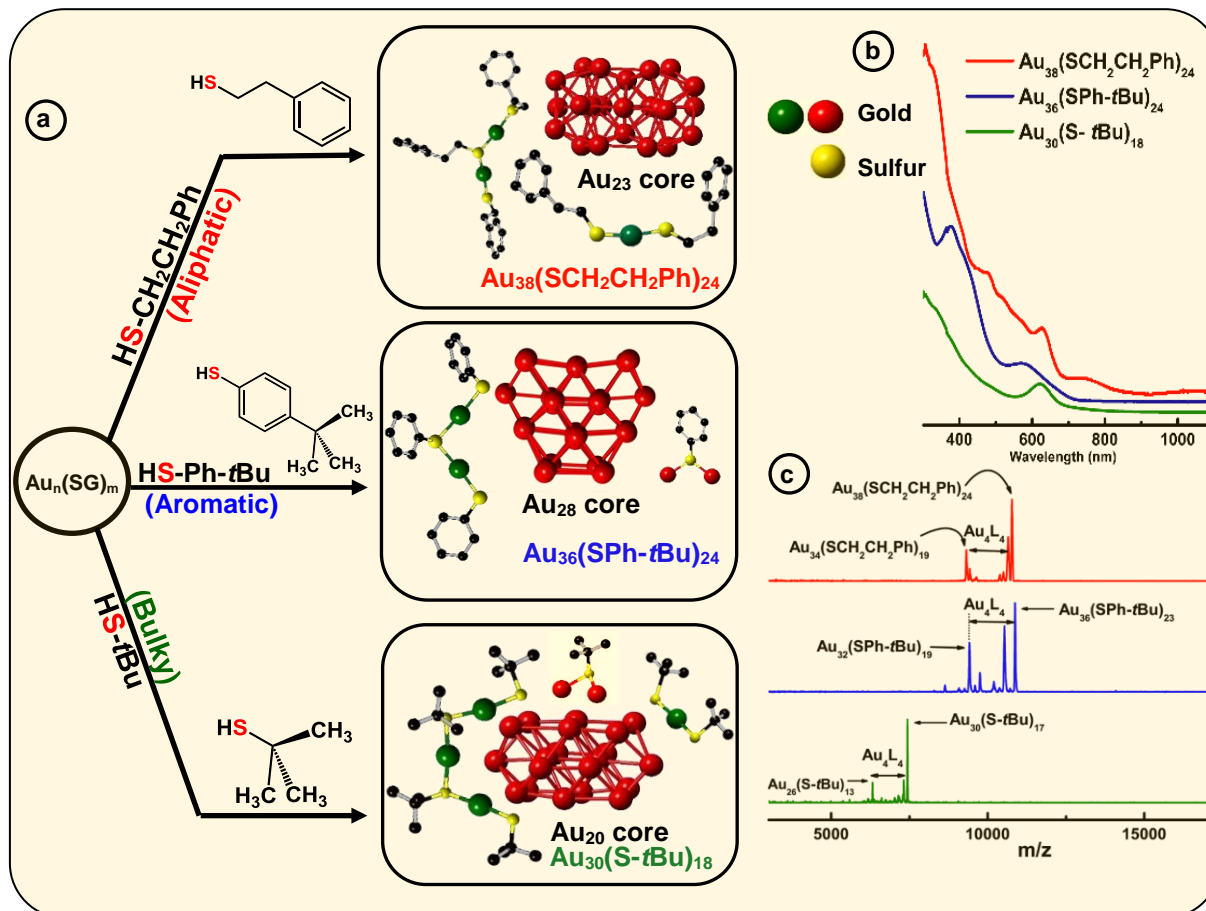 a
HS
HS-CH₂CH₂Ph
(Aliphatic)
Au₂₃ core
Au₃₈(SCH₂CH₂Ph)₂₄
HS
CH₃
CH₃
H₃C
Auₙ(SG)ₘ
HS-Ph-tBu
(Aromatic)
Au₂₈ core
Au₃₆(SPh-tBu)₂₄
(Bulky)
HS-tBu
HS
CH₃
H₃C
CH₃
Au₂₀ core
Au₃₀(S-tBu)₁₈
b
Au₃₈(SCH₂CH₂Ph)₂₄
Au₃₆(SPh-tBu)₂₄
Au₃₀(S- tBu)₁₈
Gold
Sulfur
400 600 800 1000
Wavelength (nm)
c
Au₃₈(SCH₂CH₂Ph)₂₄
Au₄L₄
Au₃₄(SCH₂CH₂Ph)₁₉
Au₄L₄
Au₃₆(SPh-tBu)₂₃
Au₃₂(SPh-tBu)₁₉
Au₃₀(S-tBu)₁₇
Au₄L₄
Au₂₆(S-tBu)₁₃
5000 10000 15000
m/z